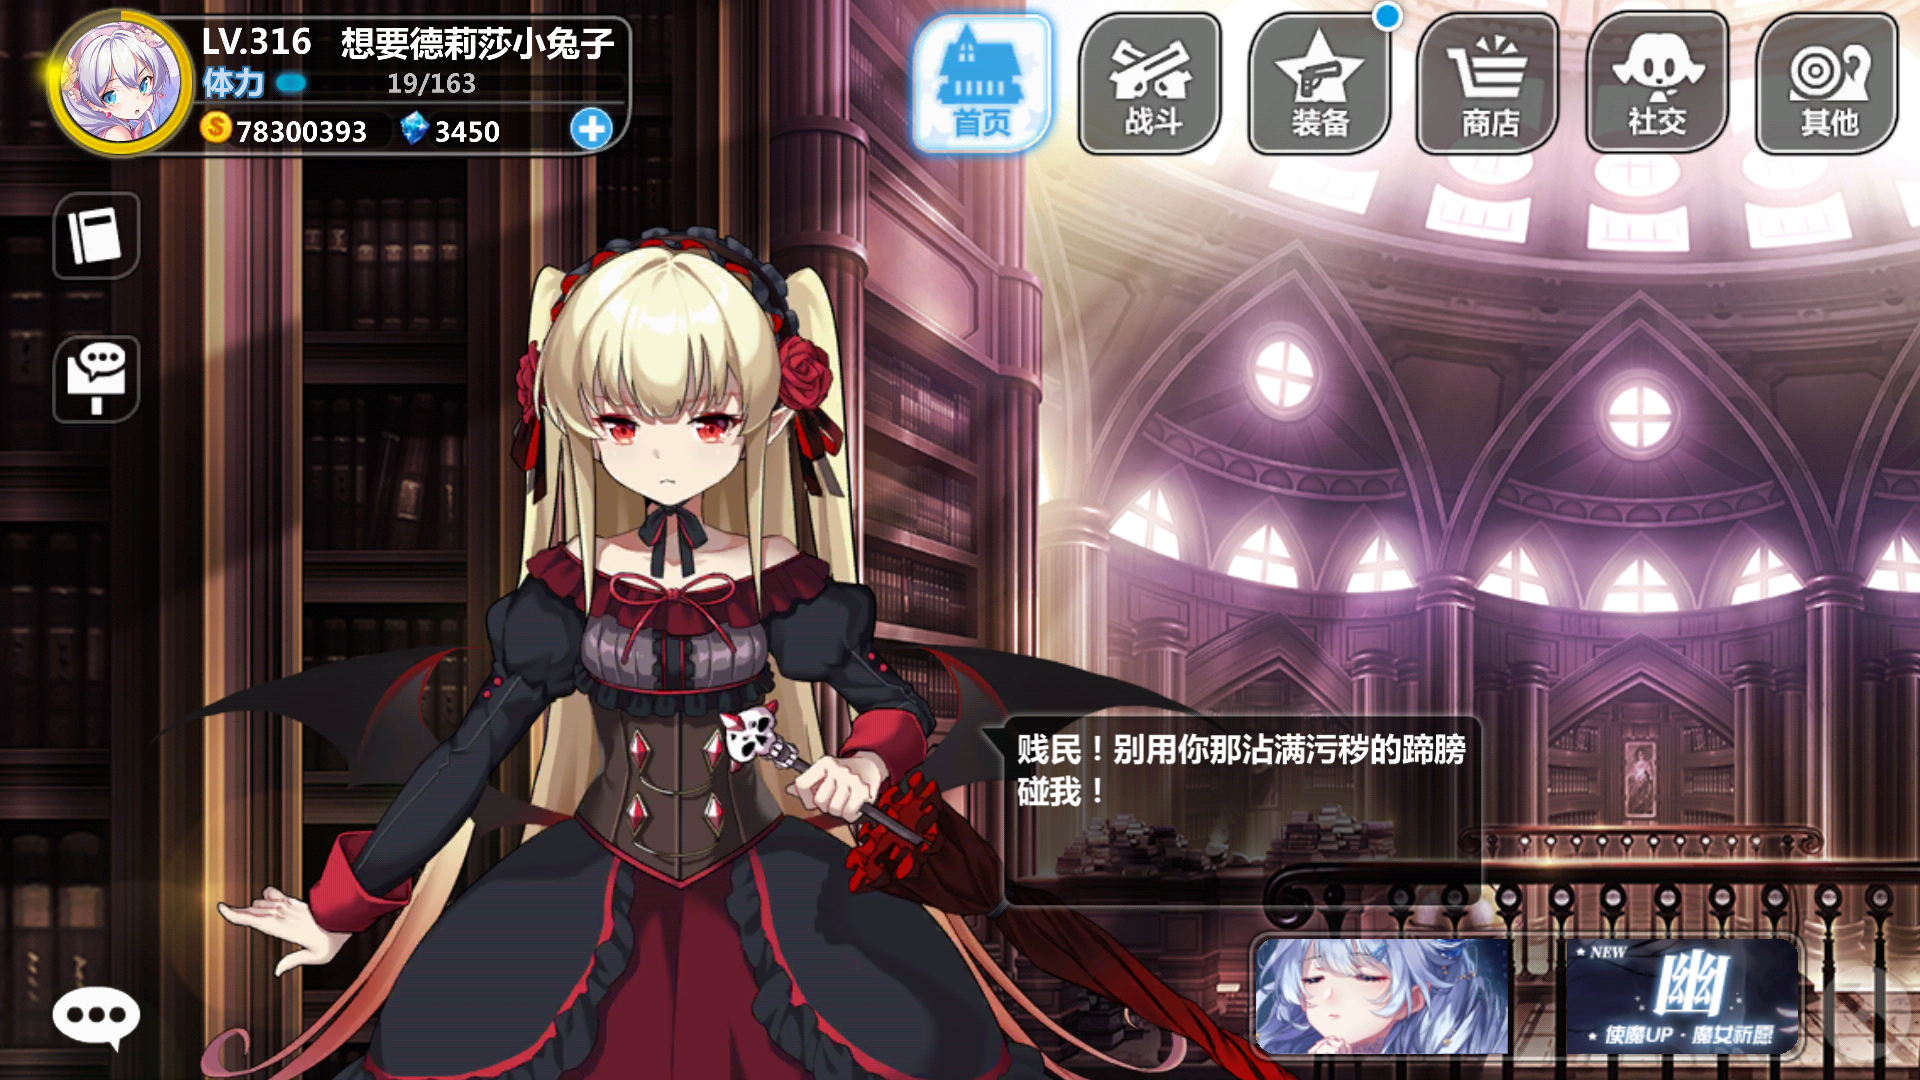 LV.316 想要德莉莎小兔子
体力 19/163
78300393 3450
首页
战斗
装备
商店
社交
其他
贱民！别用你那沾满污秽的蹄膀
碰我！
NEW
幽
使魔UP·魔女祈愿